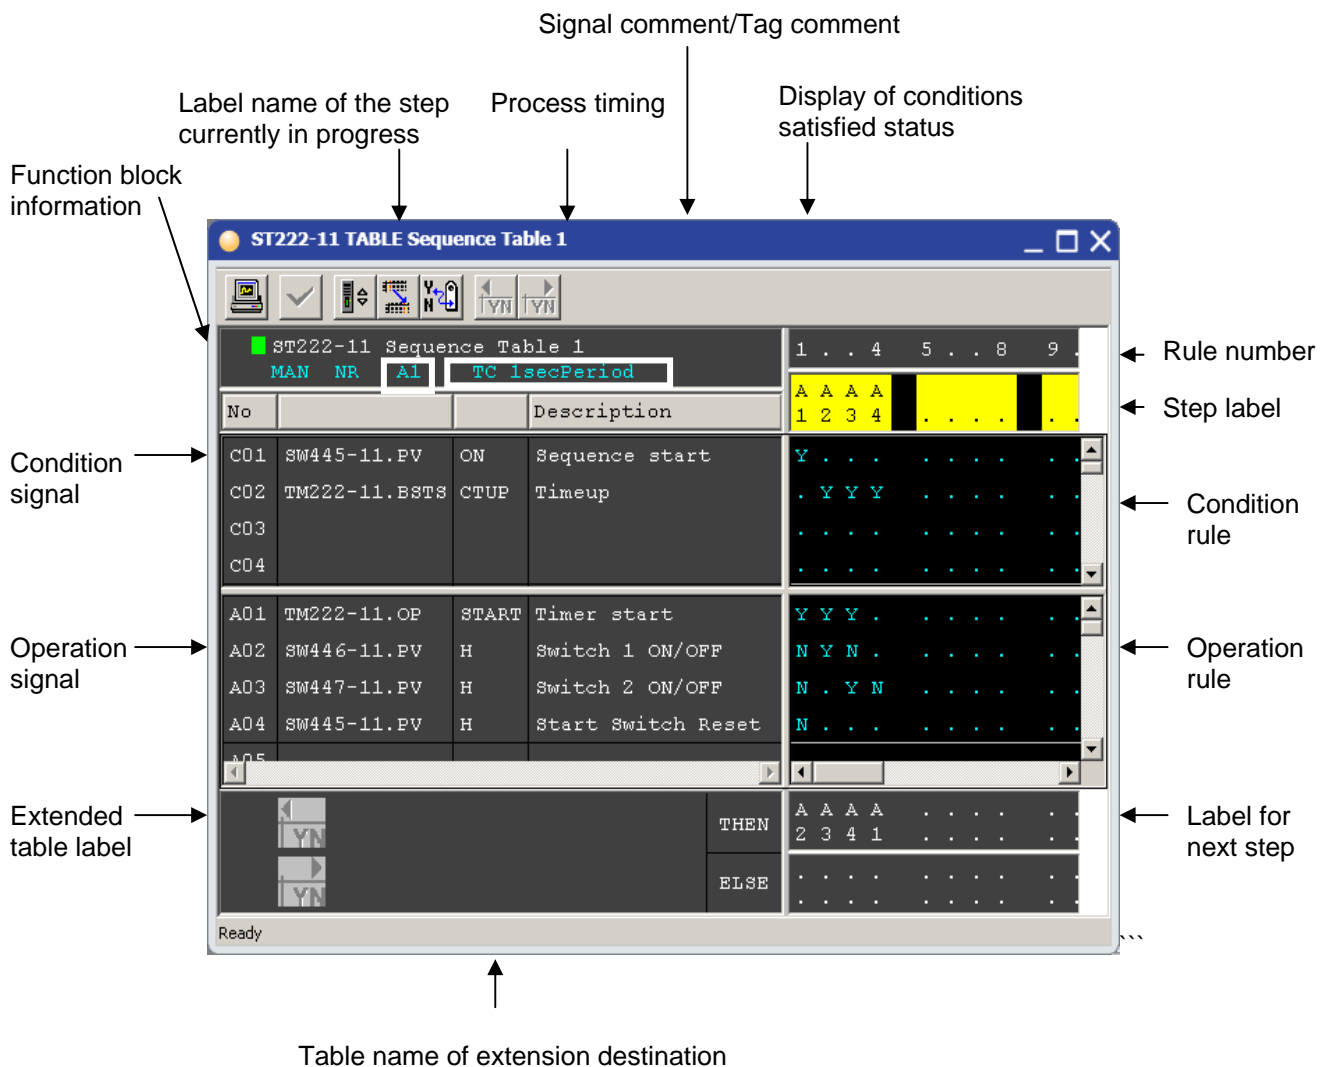 Signal comment/Tag comment
Label name of the step
currently in progress
Process timing
Display of conditions
satisfied status
Function block
information
ST222-11 TABLE Sequence Table 1
Y
N
YN
YN
ST222-11 Sequence Table 1
MAN NR A1 TC 1secPeriod
1 . . 4 5 . . 8 9 .
Rule number
A A A A
1 2 3 4 . . . . . .
Step label
No Description
Condition
signal
C01 SW445-11.PV ON Sequence start Y . . . . . . . . .
C02 TM222-11.BSTS CTUP Timeup . Y Y Y . . . . . .
C03 . . . . . . . . . .
C04 . . . . . . . . . .
Condition
rule
Operation
signal
A01 TM222-11.OP START Timer start Y Y Y . . . . . . .
A02 SW446-11.PV H Switch 1 ON/OFF N Y N . . . . . . .
A03 SW447-11.PV H Switch 2 ON/OFF N . Y N . . . . . .
A04 SW445-11.PV H Start Switch Reset N . . . . . . . . .
A05
Operation
rule
Extended
table label
YN
THEN
A A A A . . . . . .
2 3 4 1 . . . . . .
Label for
next step
YN
ELSE
. . . . . . . . . .
. . . . . . . . . .
Ready
```
Table name of extension destination